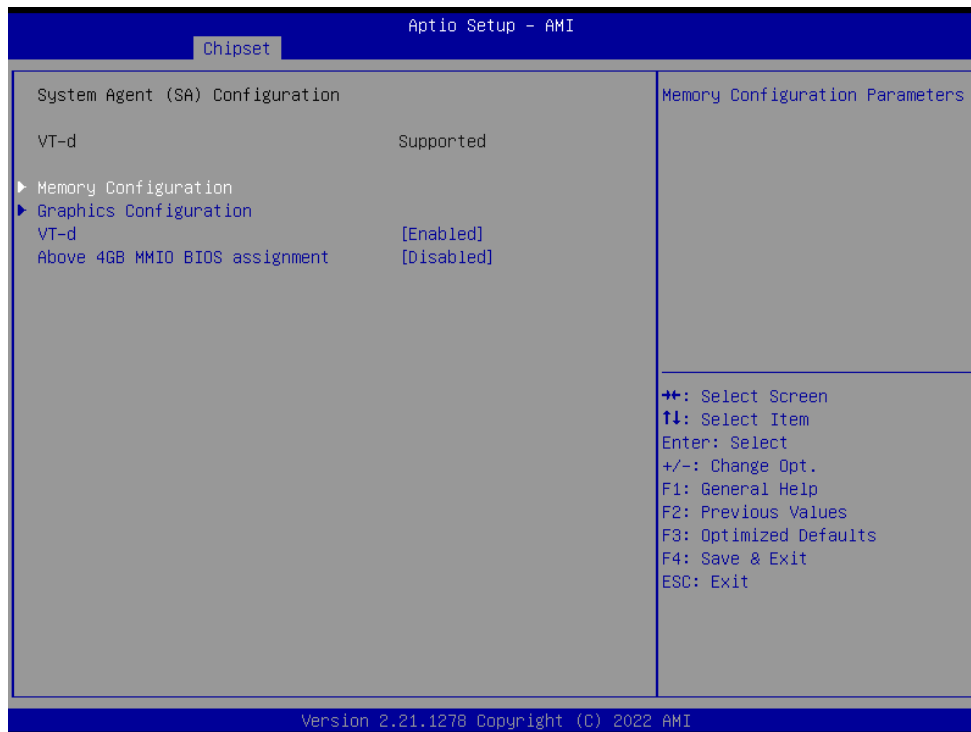 Aptio Setup – AMI
Chipset
System Agent (SA) Configuration
VT-d Supported
▶ Memory Configuration
▶ Graphics Configuration
VT-d [Enabled]
Above 4GB MMIO BIOS assignment [Disabled]
Memory Configuration Parameters
→←: Select Screen
↑↓: Select Item
Enter: Select
+/-: Change Opt.
F1: General Help
F2: Previous Values
F3: Optimized Defaults
F4: Save & Exit
ESC: Exit
Version 2.21.1278 Copyright (C) 2022 AMI